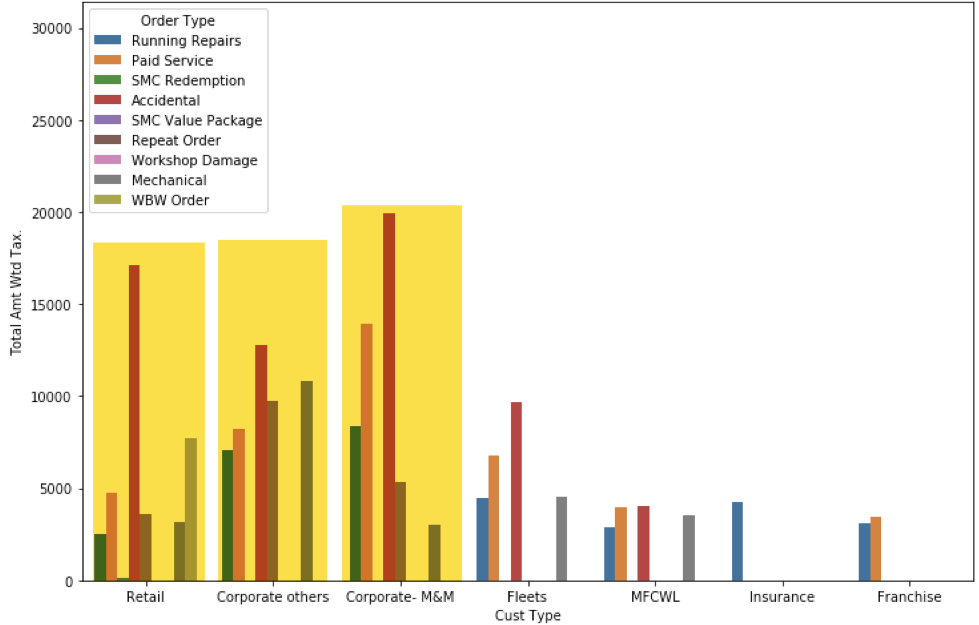 Order Type
Running Repairs
Paid Service
SMC Redemption
Accidental
SMC Value Package
Repeat Order
Workshop Damage
Mechanical
WBW Order
30000
25000
20000
15000
10000
5000
0
Total Amt Wtd Tax.
Retail Corporate others Corporate- M&M Fleets MFCWL Insurance Franchise
Cust Type